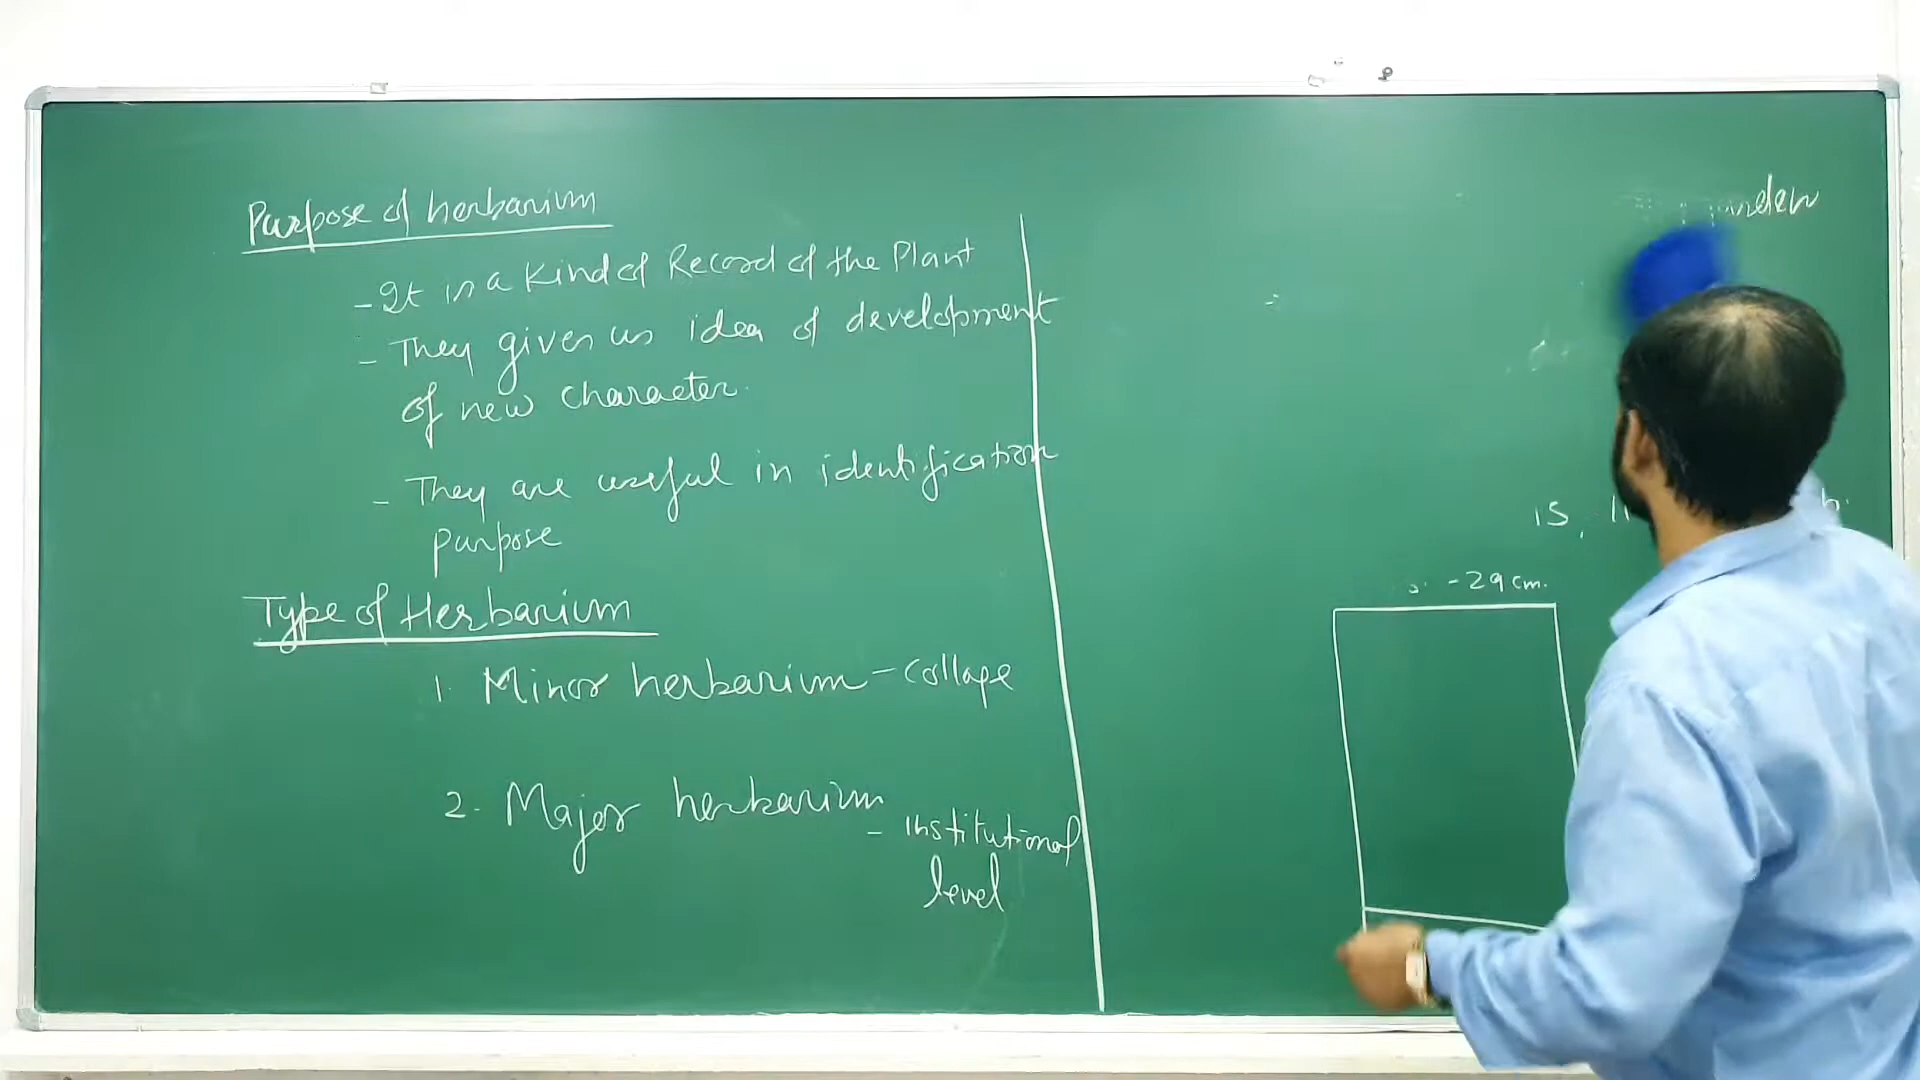 Purpose of herbarium
- It is a Kind of Record of the Plant
- They gives us idea of development
of new character.
- They are useful in identification
purpose
Type of Herbarium
1. Minor herbarium - collage
2. Major herbarium
- institutional
level
is,
- 29 cm.